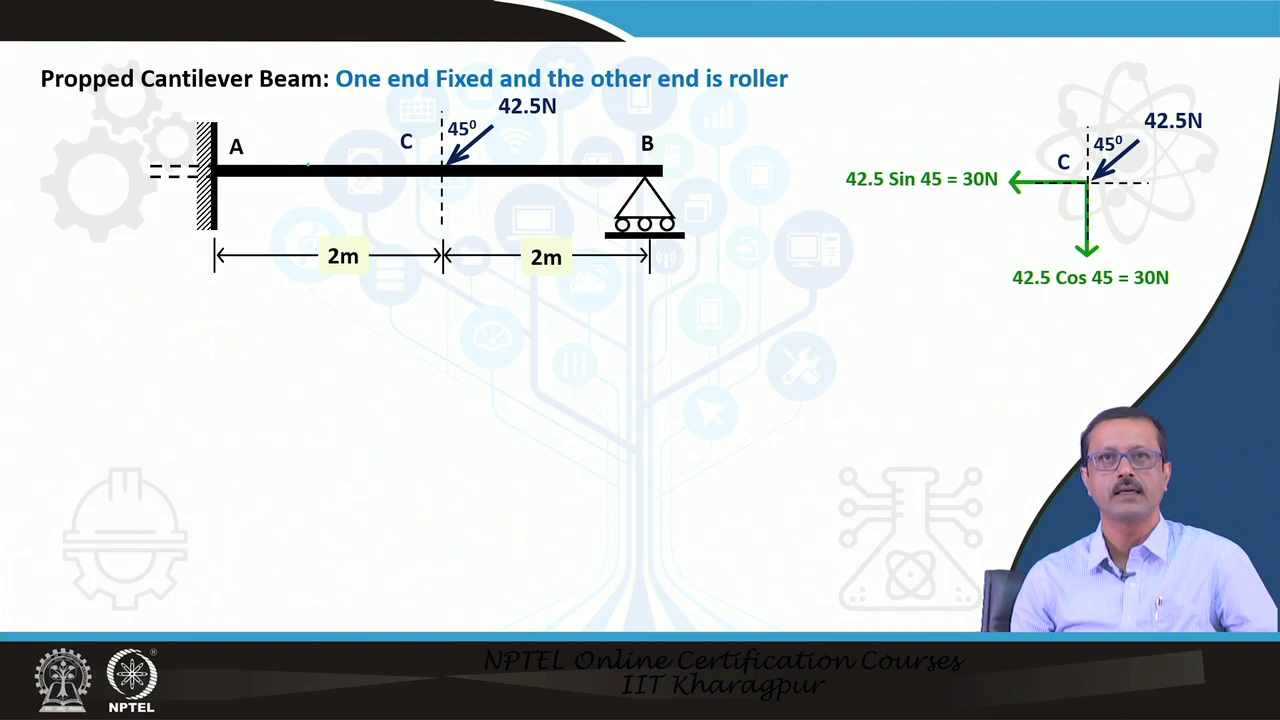 Propped Cantilever Beam: One end Fixed and the other end is roller
42.5N
45⁰
A
C
B
2m
2m
42.5N
45⁰
C
42.5 Sin 45 = 30N
42.5 Cos 45 = 30N
NPTEL Online Certification Courses
IIT Kharagpur
NPTEL
®